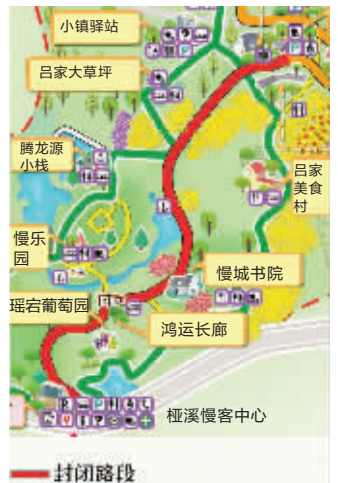 小镇驿站
吕家大草坪
腾龙源
小栈
吕家
美食
村
慢乐
园
慢城书院
瑶宕葡萄园
鸿运长廊
桠溪慢客中心
封闭路段